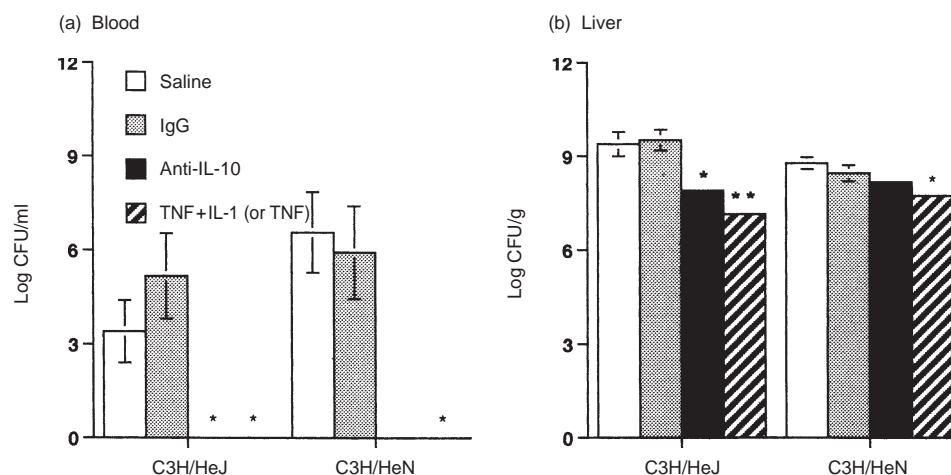 (a) Blood
12
9
6
3
0
Log CFU/ml
Saline
IgG
Anti-IL-10
TNF+IL-1 (or TNF)
* * *
C3H/HeJ C3H/HeN
(b) Liver
12
9
6
3
0
Log CFU/g
* ** *
C3H/HeJ C3H/HeN